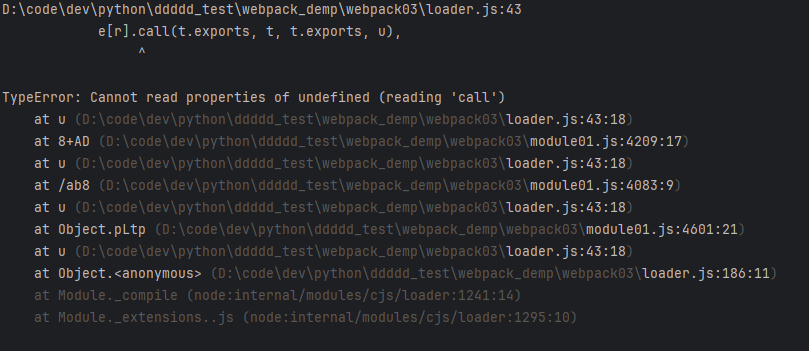 D:\code\dev\python\ddddd_test\webpack_demp\webpack03\loader.js:43
            e[r].call(t.exports, t, t.exports, u),
                 ^
TypeError: Cannot read properties of undefined (reading 'call')
    at u (D:\code\dev\python\ddddd_test\webpack_demp\webpack03\loader.js:43:18)
    at 8+AD (D:\code\dev\python\ddddd_test\webpack_demp\webpack03\module01.js:4209:17)
    at u (D:\code\dev\python\ddddd_test\webpack_demp\webpack03\loader.js:43:18)
    at /ab8 (D:\code\dev\python\ddddd_test\webpack_demp\webpack03\module01.js:4083:9)
    at u (D:\code\dev\python\ddddd_test\webpack_demp\webpack03\loader.js:43:18)
    at Object.pLtp (D:\code\dev\python\ddddd_test\webpack_demp\webpack03\module01.js:4601:21)
    at u (D:\code\dev\python\ddddd_test\webpack_demp\webpack03\loader.js:43:18)
    at Object.<anonymous> (D:\code\dev\python\ddddd_test\webpack_demp\webpack03\loader.js:186:11)
    at Module._compile (node:internal/modules/cjs/loader:1241:14)
    at Module._extensions..js (node:internal/modules/cjs/loader:1295:10)